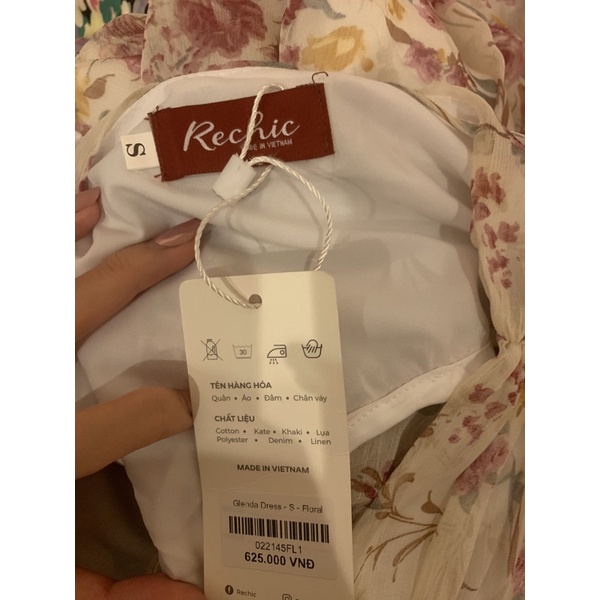 Rechic
MADE IN VIETNAM
S
30
TÊN HÀNG HÓA
Quần • Áo • Đầm • Chân váy
CHẤT LIỆU
Cotton • Kate • Khaki • Lụa
Polyester • Denim • Linen
MADE IN VIETNAM
Glenda Dress - S - Floral
022145FL1
625.000 VNĐ
Rechic